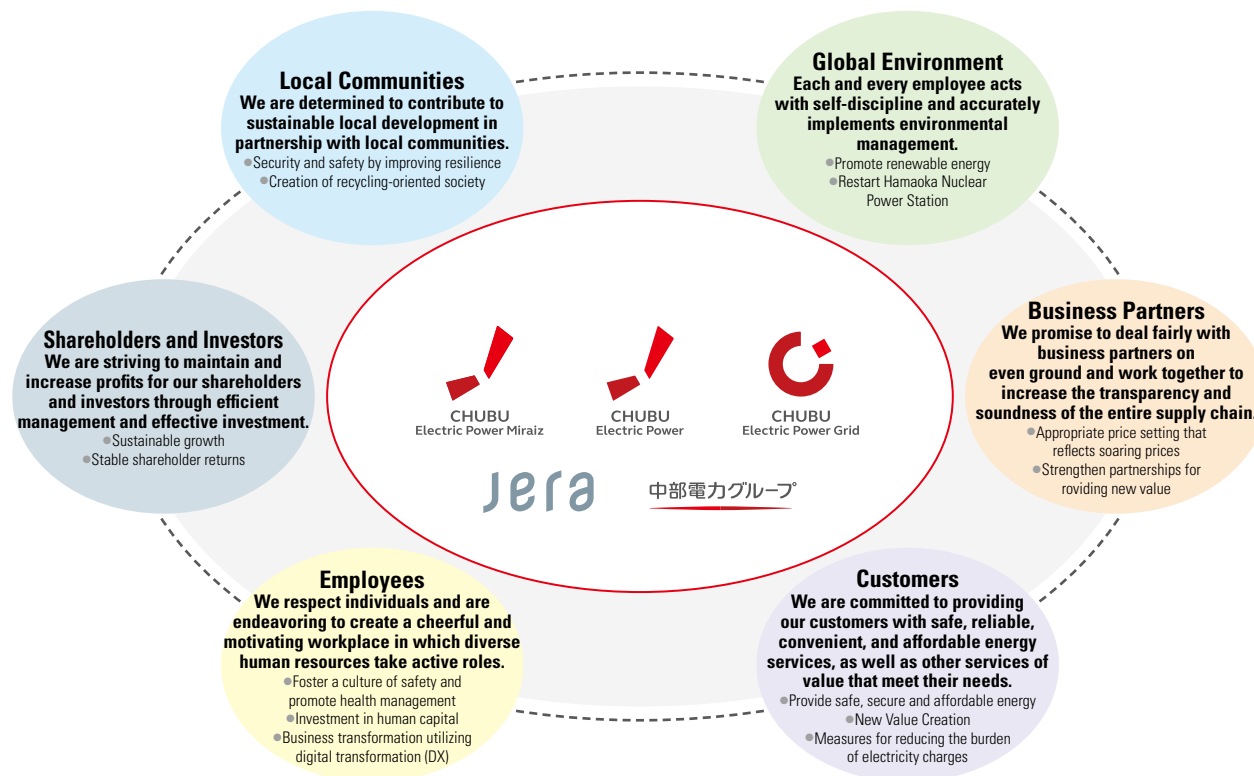 Local Communities
We are determined to contribute to
sustainable local development in
partnership with local communities.
●Security and safety by improving resilience
●Creation of recycling-oriented society
Global Environment
Each and every employee acts
with self-discipline and accurately
implements environmental
management.
●Promote renewable energy
●Restart Hamaoka Nuclear
Power Station
Shareholders and Investors
We are striving to maintain and
increase profits for our shareholders
and investors through efficient
management and effective investment.
●Sustainable growth
●Stable shareholder returns
CHUBU
Electric Power Miraiz
CHUBU
Electric Power
CHUBU
Electric Power Grid
Jera
中部電力グループ
Business Partners
We promise to deal fairly with
business partners on
even ground and work together to
increase the transparency and
soundness of the entire supply chain.
●Appropriate price setting that
reflects soaring prices
●Strengthen partnerships for
roviding new value
Employees
We respect individuals and are
endeavoring to create a cheerful and
motivating workplace in which diverse
human resources take active roles.
●Foster a culture of safety and
promote health management
●Investment in human capital
●Business transformation utilizing
digital transformation (DX)
Customers
We are committed to providing
our customers with safe, reliable,
convenient, and affordable energy
services, as well as other services of
value that meet their needs.
●Provide safe, secure and affordable energy
●New Value Creation
●Measures for reducing the burden
of electricity charges